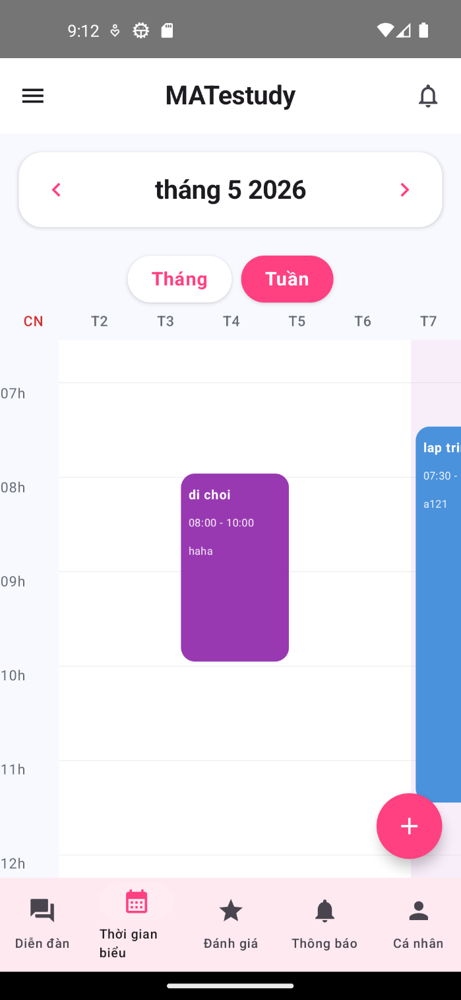 9:12
MATestudy
tháng 5 2026
Tháng
Tuần
CN T2 T3 T4 T5 T6 T7
07h
lap tri
07:30 -
08h
a121
di choi
08:00 - 10:00
haha
09h
10h
11h
12h
Diễn đàn
Thời gian
biểu
Đánh giá
Thông báo
Cá nhân